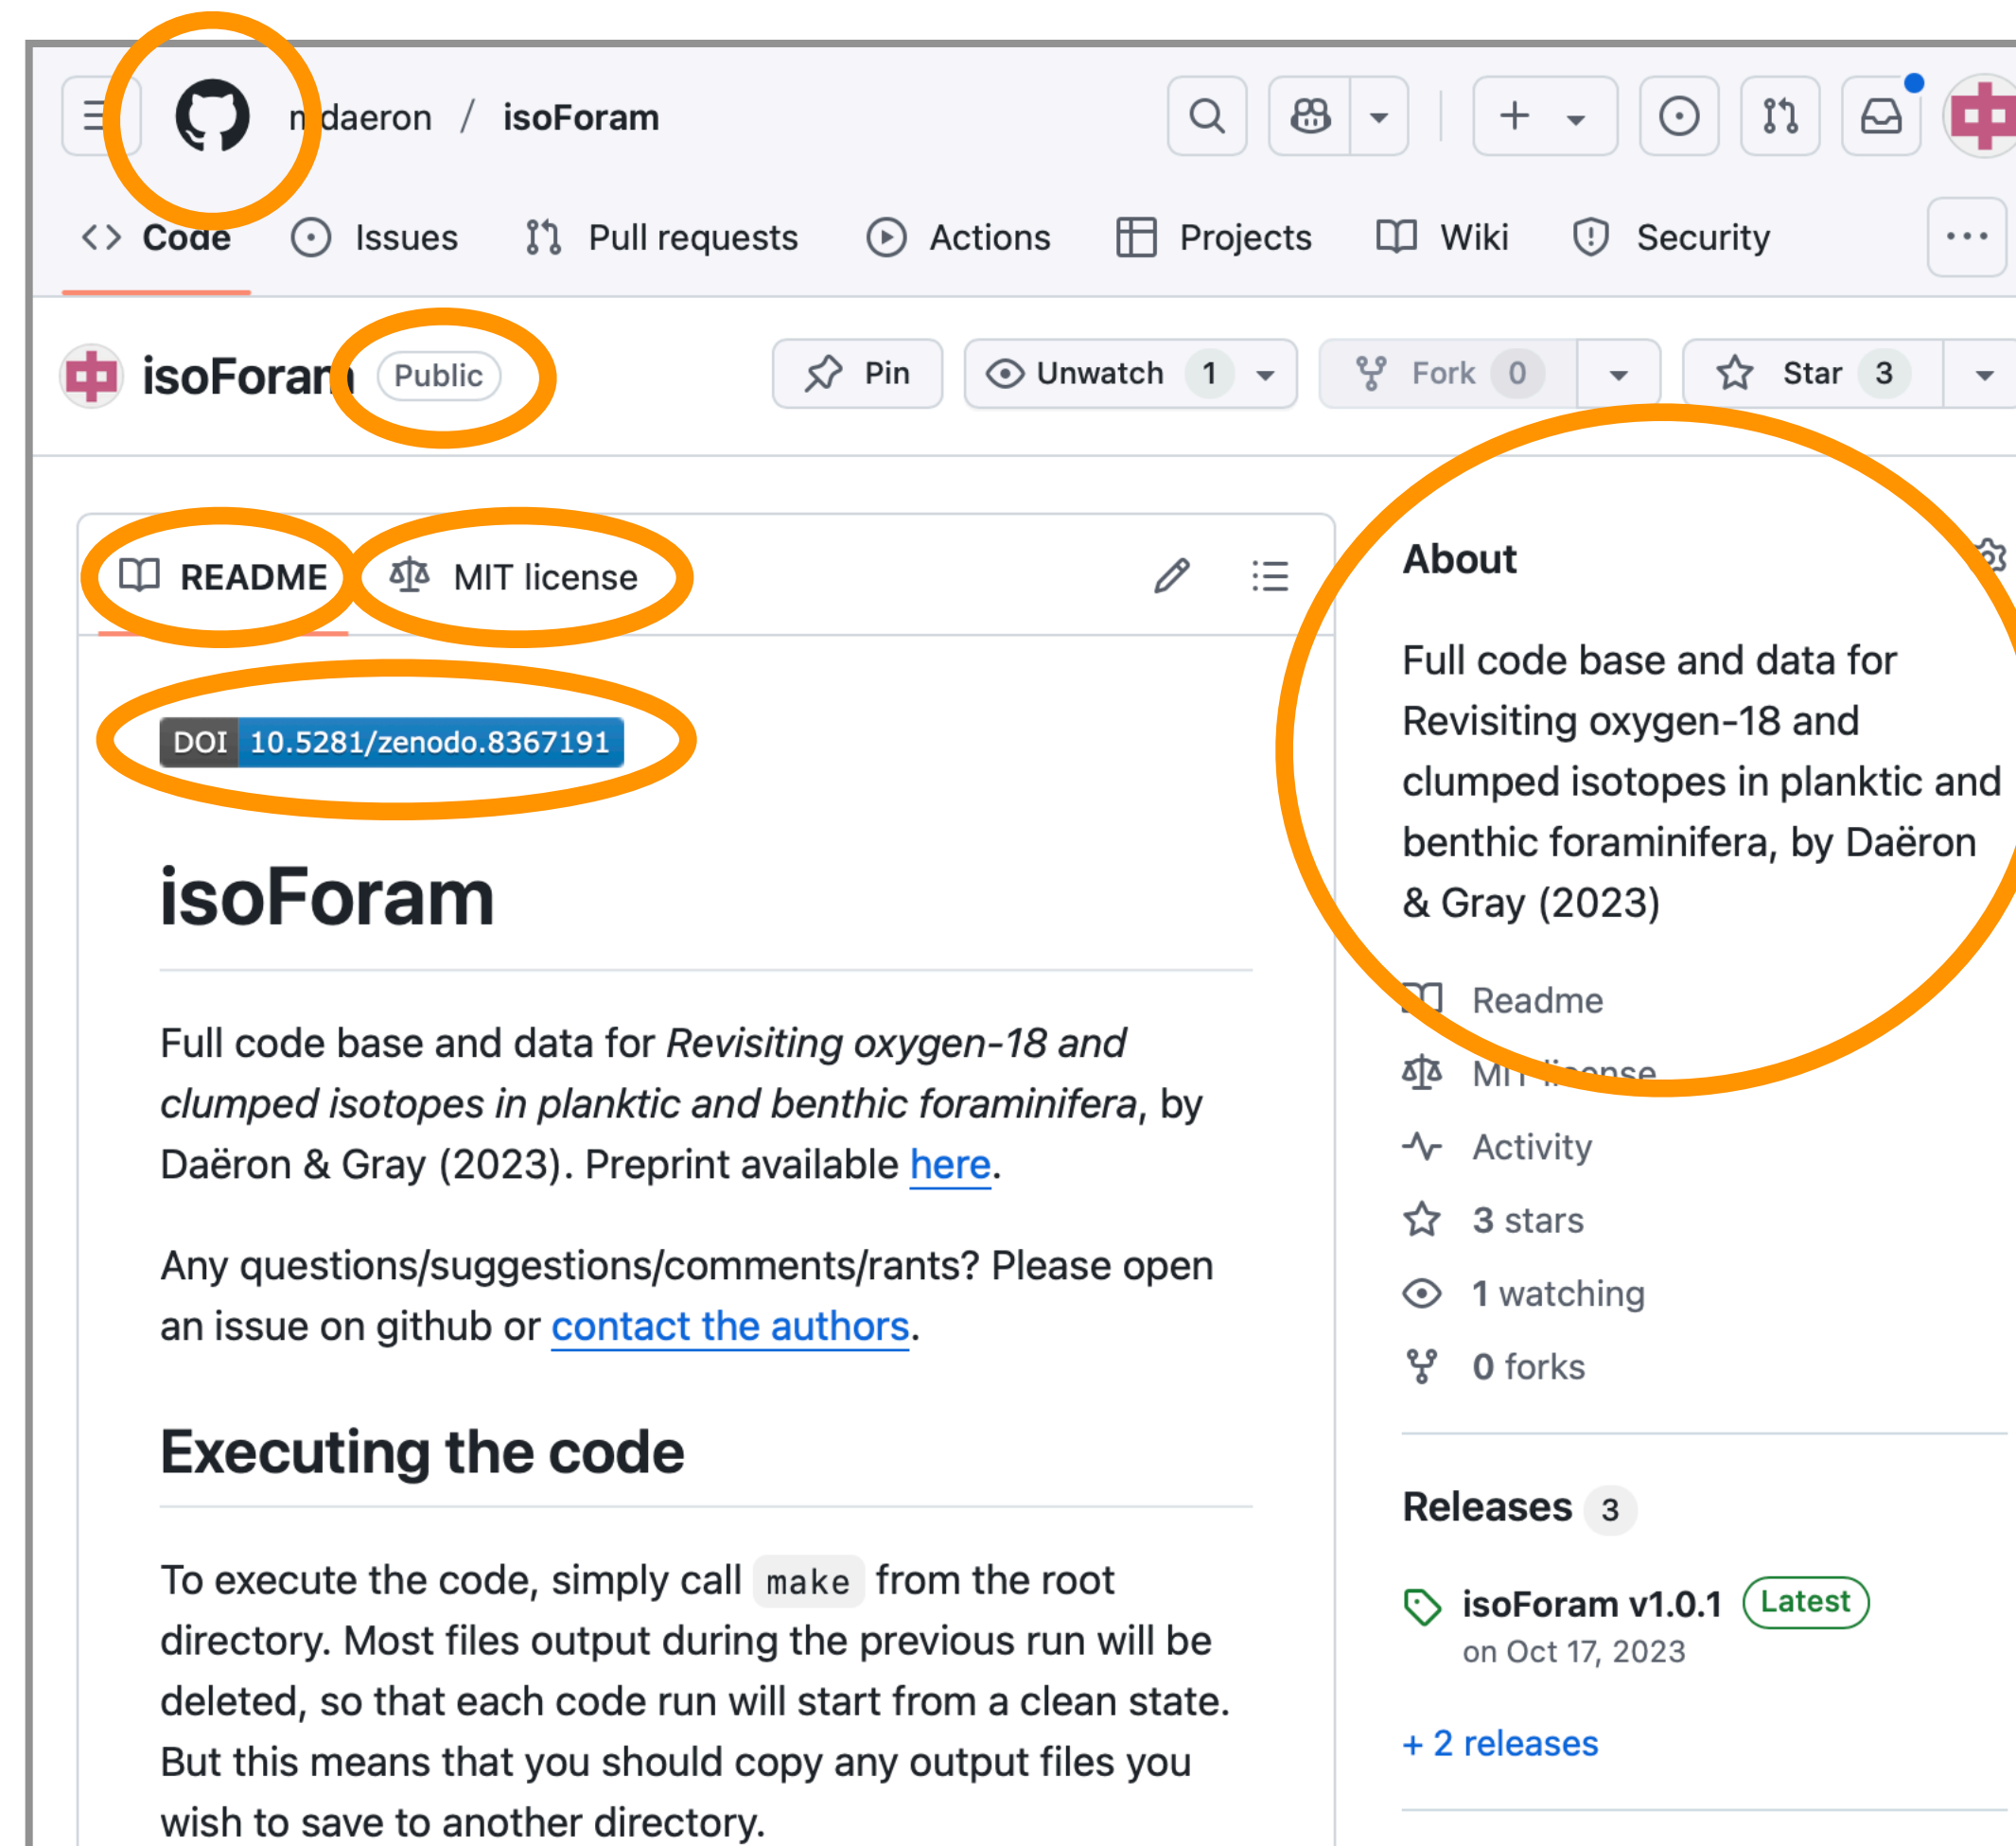 mdaeron / isoForam
Code Issues Pull requests Actions Projects Wiki Security
isoForam Public Pin Unwatch 1 Fork 0 Star 3
README MIT license
DOI 10.5281/zenodo.8367191
isoForam
Full code base and data for Revisiting oxygen-18 and
clumped isotopes in planktic and benthic foraminifera, by
Daëron & Gray (2023). Preprint available here.
Any questions/suggestions/comments/rants? Please open
an issue on github or contact the authors.
Executing the code
To execute the code, simply call make from the root
directory. Most files output during the previous run will be
deleted, so that each code run will start from a clean state.
But this means that you should copy any output files you
wish to save to another directory.
About
Full code base and data for
Revisiting oxygen-18 and
clumped isotopes in planktic and
benthic foraminifera, by Daëron
& Gray (2023)
Readme
MIT license
Activity
3 stars
1 watching
0 forks
Releases 3
isoForam v1.0.1 Latest
on Oct 17, 2023
+ 2 releases